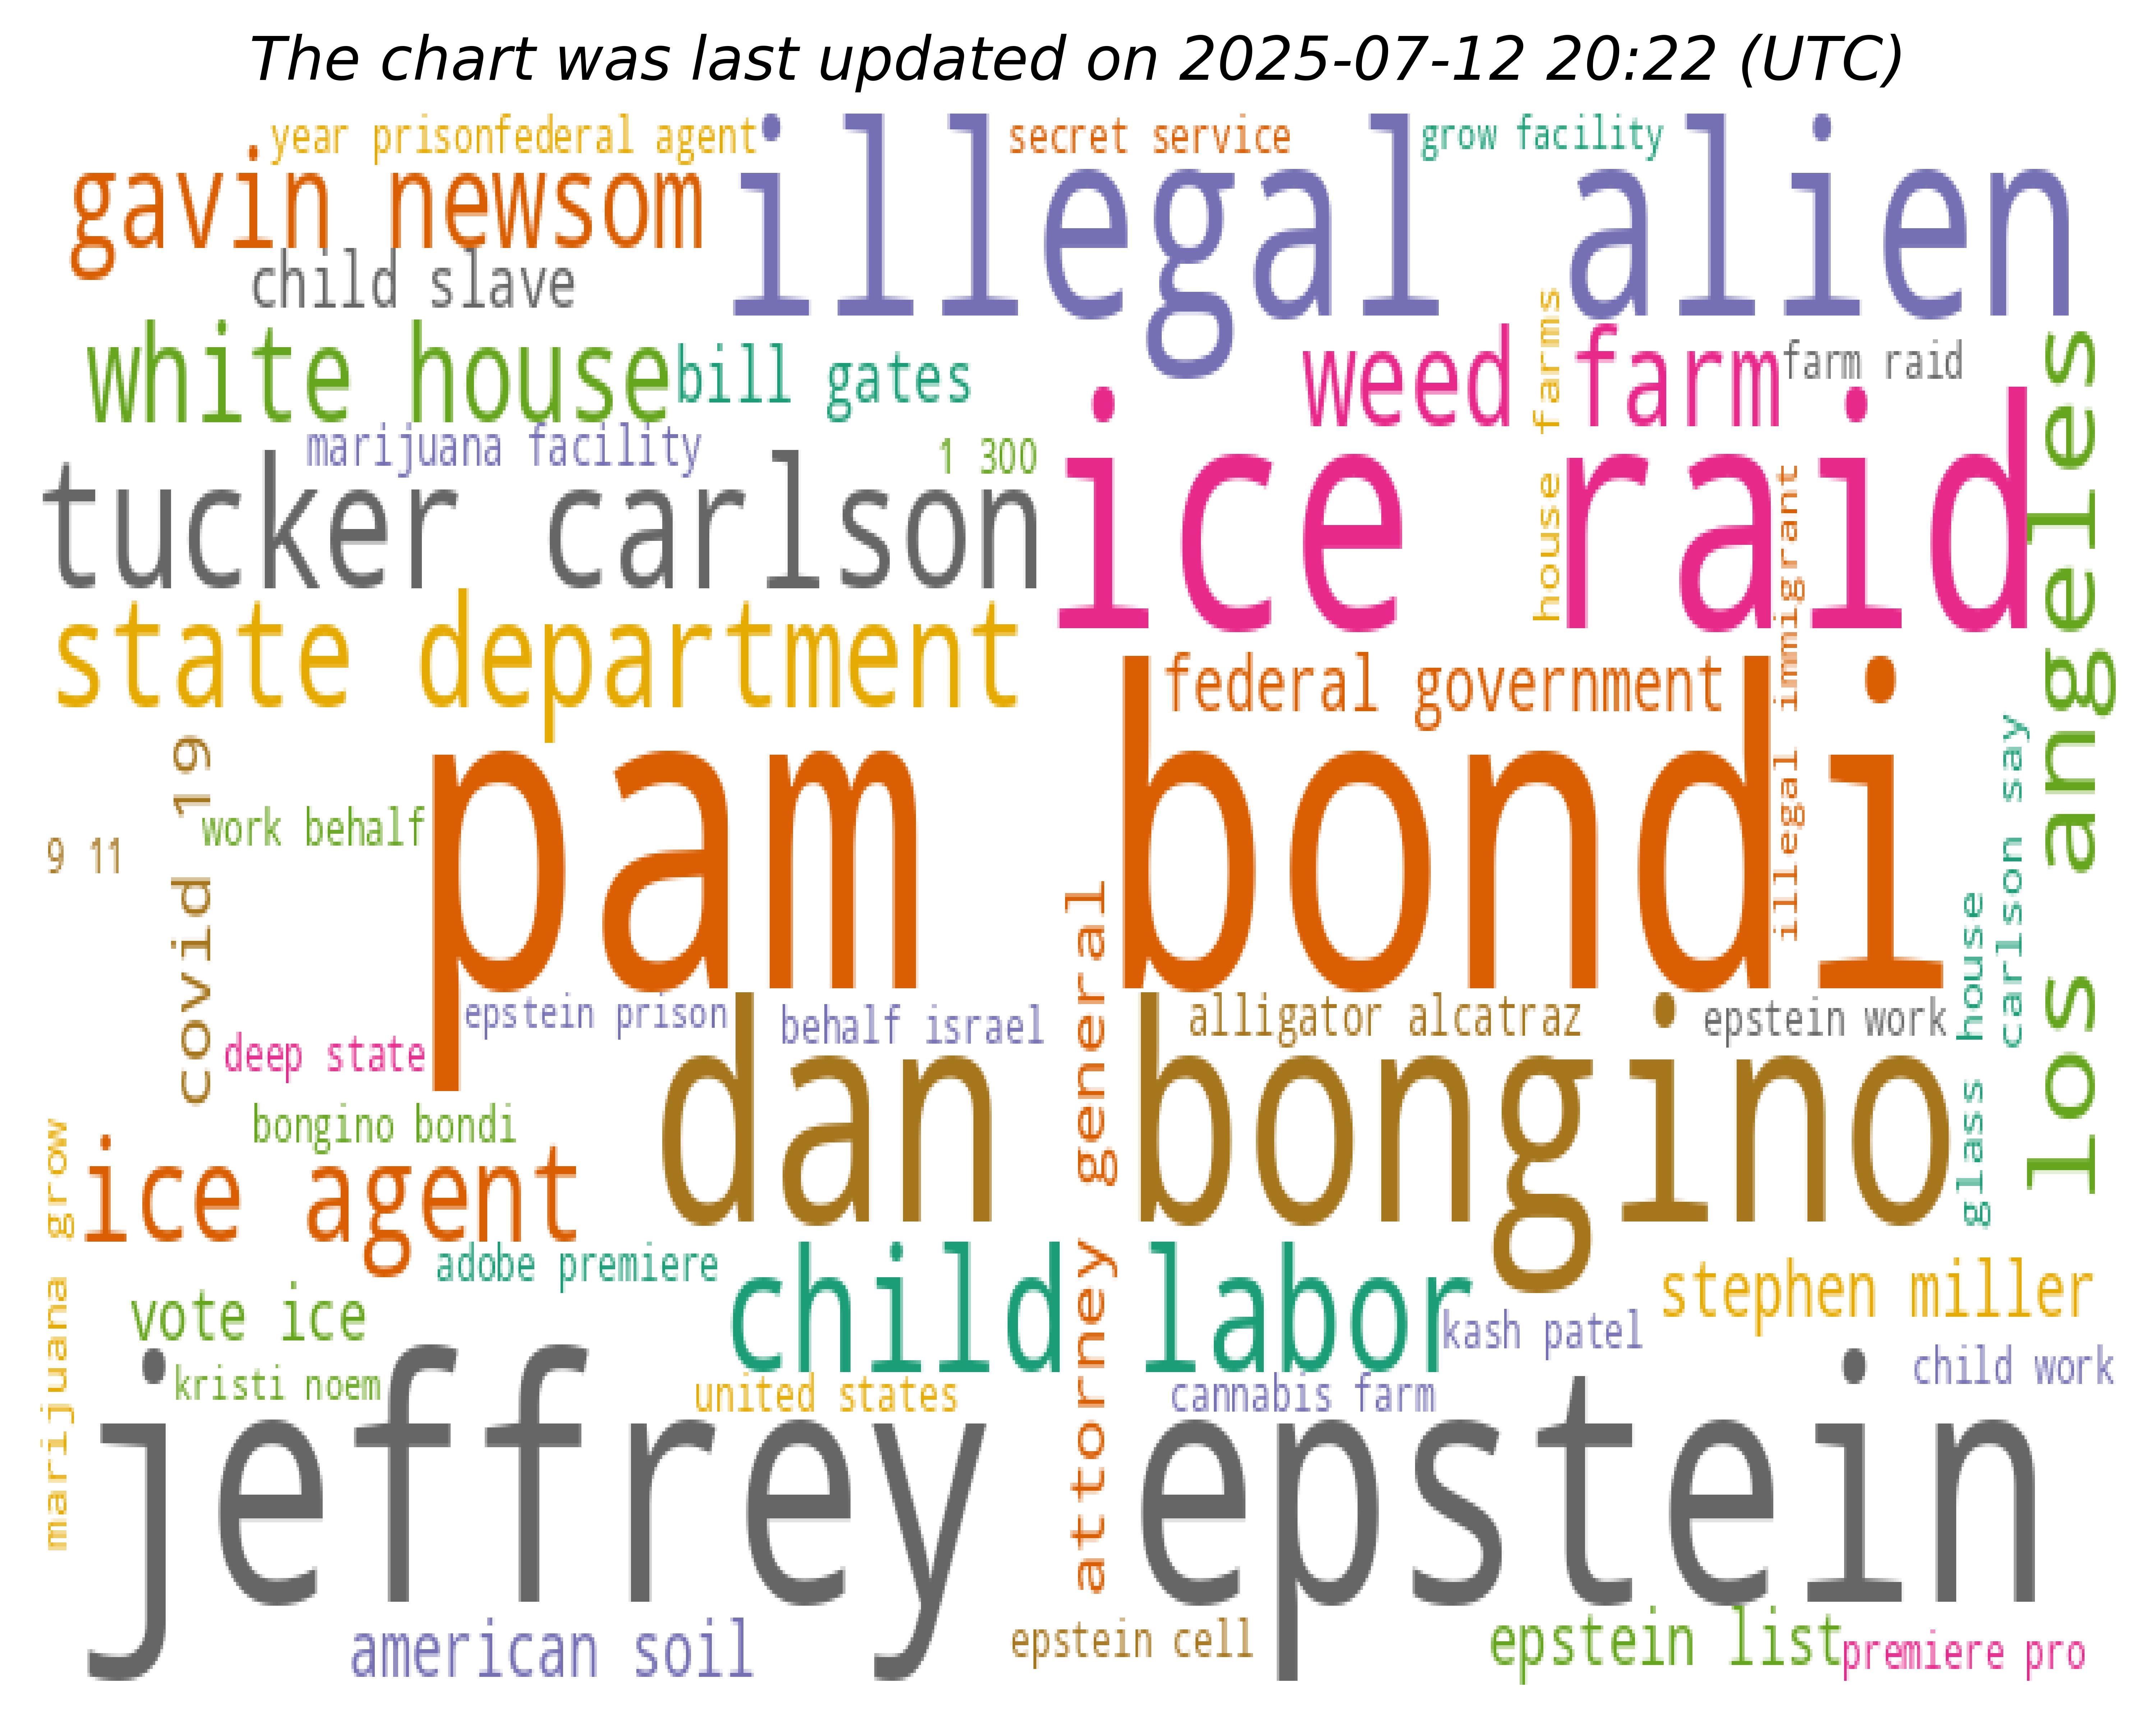 The chart was last updated on 2025-07-12 20:22 (UTC)
year prison
federal agent
secret service
grow facility
illegal alien
gavin newsom
child slave
white house
bill gates
weed farm
farm raid
house farms
marijuana facility
1 300
tucker carlson
ice raid
los angeles
state department
federal government
illegal immigrant
pam bondi
covid 19
work behalf
9 11
carlson say
glass house
attorney general
epstein prison
behalf israel
alligator alcatraz
epstein work
deep state
dan bongino
bongino bondi
marijuana grow
ice agent
adobe premiere
child labor
stephen miller
vote ice
kash patel
kristi noem
united states
cannabis farm
child work
jeffrey epstein
american soil
epstein cell
epstein list
premiere pro